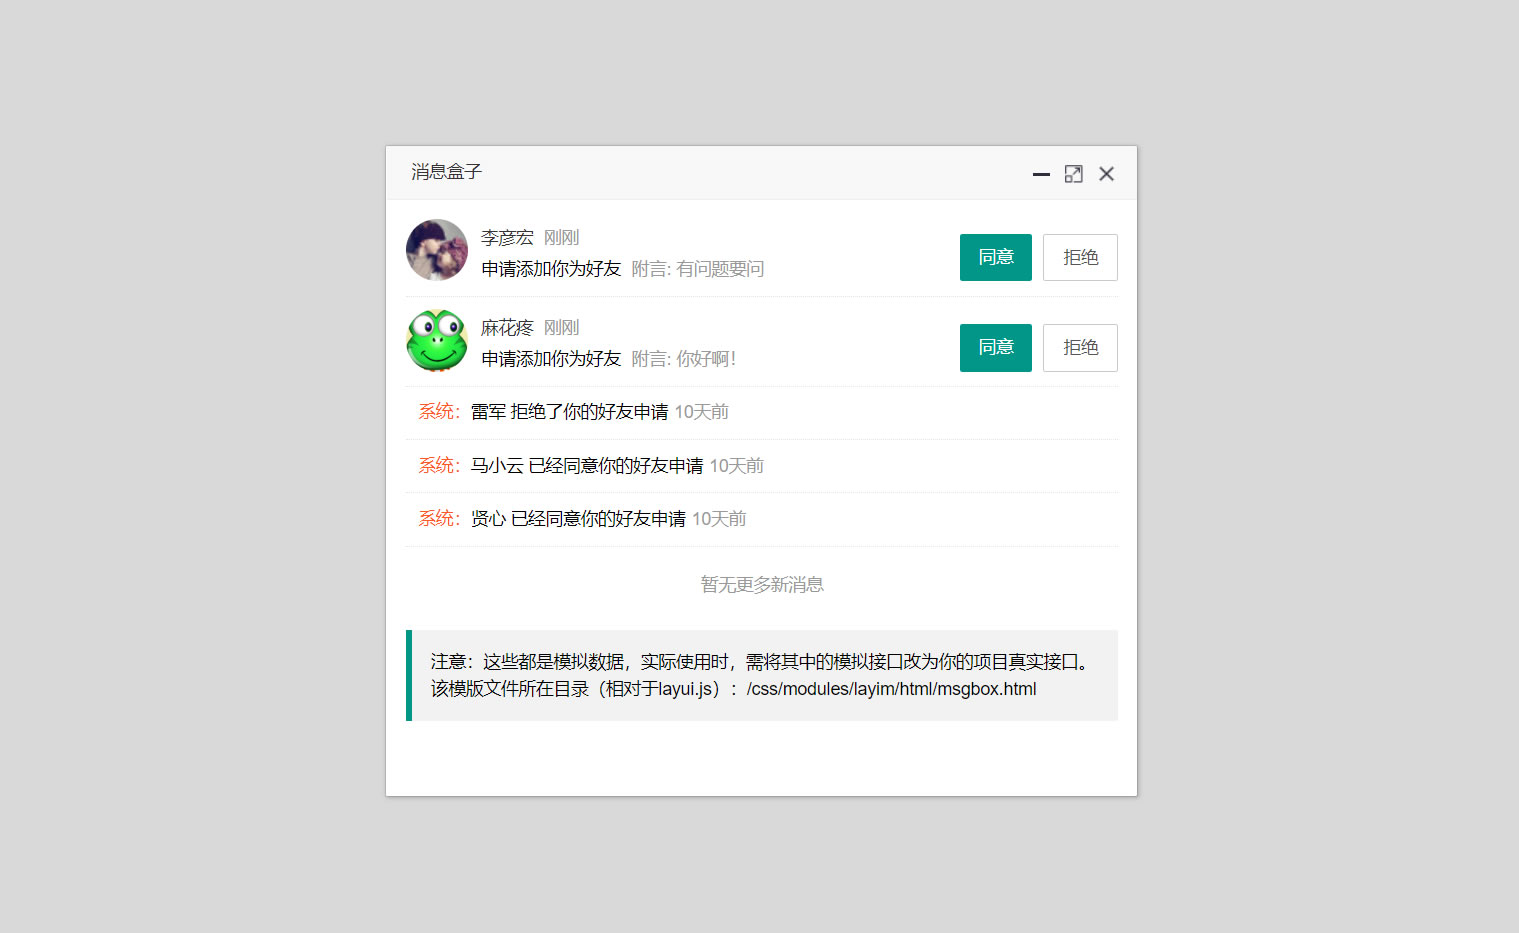 消息盒子
李彦宏 刚刚
申请添加你为好友 附言: 有问题要问
同意 拒绝
麻花疼 刚刚
申请添加你为好友 附言: 你好啊!
同意 拒绝
系统：雷军 拒绝了你的好友申请 10天前
系统：马小云 已经同意你的好友申请 10天前
系统：贤心 已经同意你的好友申请 10天前
暂无更多新消息
注意：这些都是模拟数据，实际使用时，需将其中的模拟接口改为你的项目真实接口。
该模版文件所在目录（相对于layui.js）：/css/modules/layim/html/msgbox.html